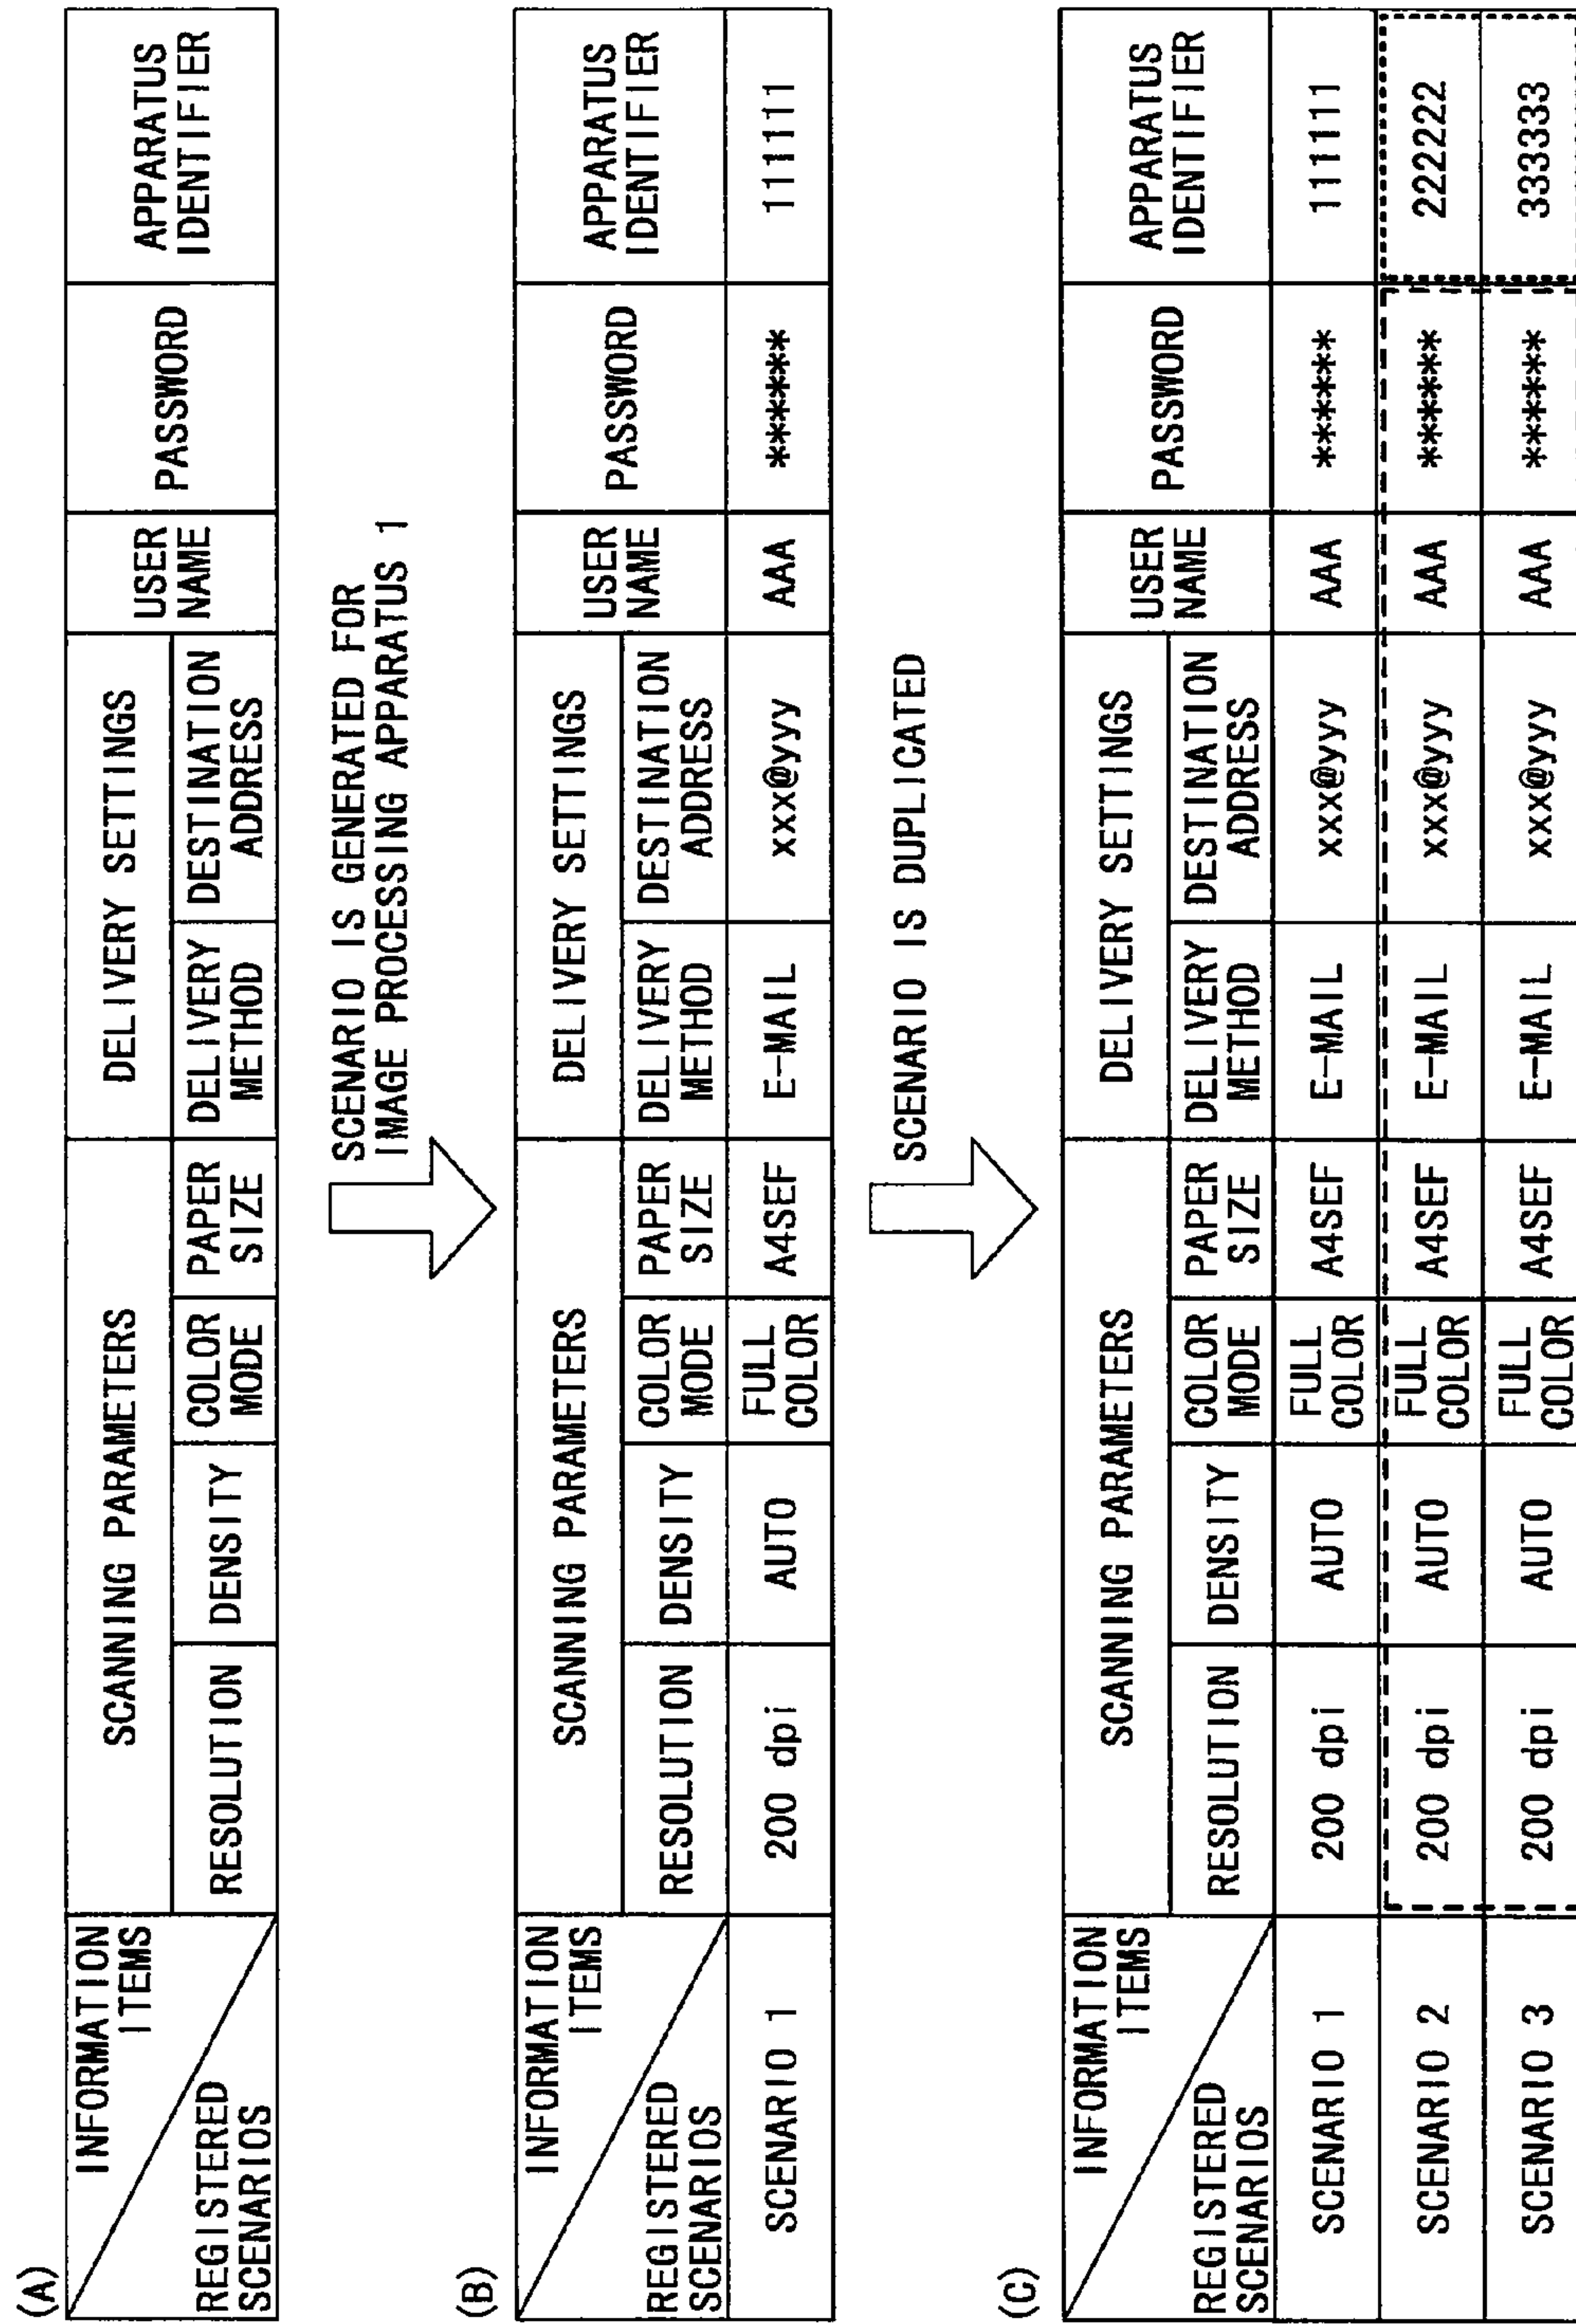 (A)
INFORMATION
ITEMS
REGISTERED
SCENARIOS
SCANNING PARAMETERS
RESOLUTION
DENSITY
COLOR
MODE
PAPER
SIZE
DELIVERY SETTINGS
DELIVERY
METHOD
DESTINATION
ADDRESS
USER
NAME
PASSWORD
APPARATUS
IDENTIFIER
SCENARIO IS GENERATED FOR
IMAGE PROCESSING APPARATUS 1
(B)
INFORMATION
ITEMS
REGISTERED
SCENARIOS
SCANNING PARAMETERS
RESOLUTION
DENSITY
COLOR
MODE
PAPER
SIZE
DELIVERY SETTINGS
DELIVERY
METHOD
DESTINATION
ADDRESS
USER
NAME
PASSWORD
APPARATUS
IDENTIFIER
SCENARIO 1
200 dpi
AUTO
FULL
COLOR
A4SEF
E-MAIL
xxx@yyy
AAA
******
111111
SCENARIO IS DUPLICATED
(C)
INFORMATION
ITEMS
REGISTERED
SCENARIOS
SCANNING PARAMETERS
RESOLUTION
DENSITY
COLOR
MODE
PAPER
SIZE
DELIVERY SETTINGS
DELIVERY
METHOD
DESTINATION
ADDRESS
USER
NAME
PASSWORD
APPARATUS
IDENTIFIER
SCENARIO 1
200 dpi
AUTO
FULL
COLOR
A4SEF
E-MAIL
xxx@yyy
AAA
******
111111
SCENARIO 2
200 dpi
AUTO
FULL
COLOR
A4SEF
E-MAIL
xxx@yyy
AAA
******
222222
SCENARIO 3
200 dpi
AUTO
FULL
COLOR
A4SEF
E-MAIL
xxx@yyy
AAA
******
333333